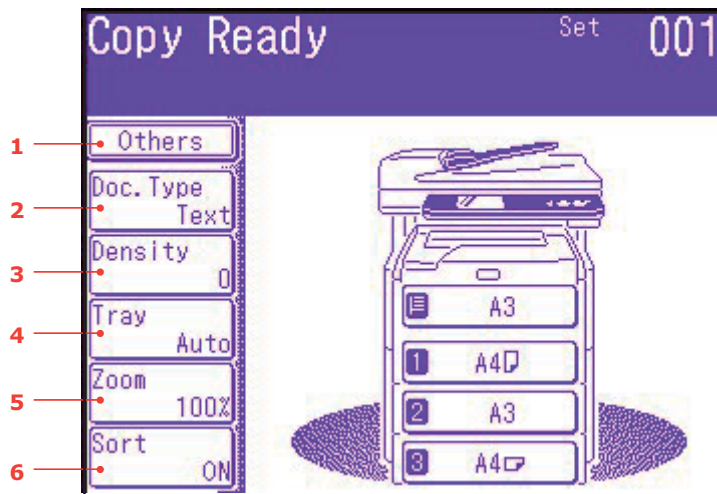 Copy Ready Set 001
1 Others
2 Doc.Type
Text
3 Density
0
4 Tray
Auto
5 Zoom
100%
6 Sort
ON
A3
1 A4
2 A3
3 A4